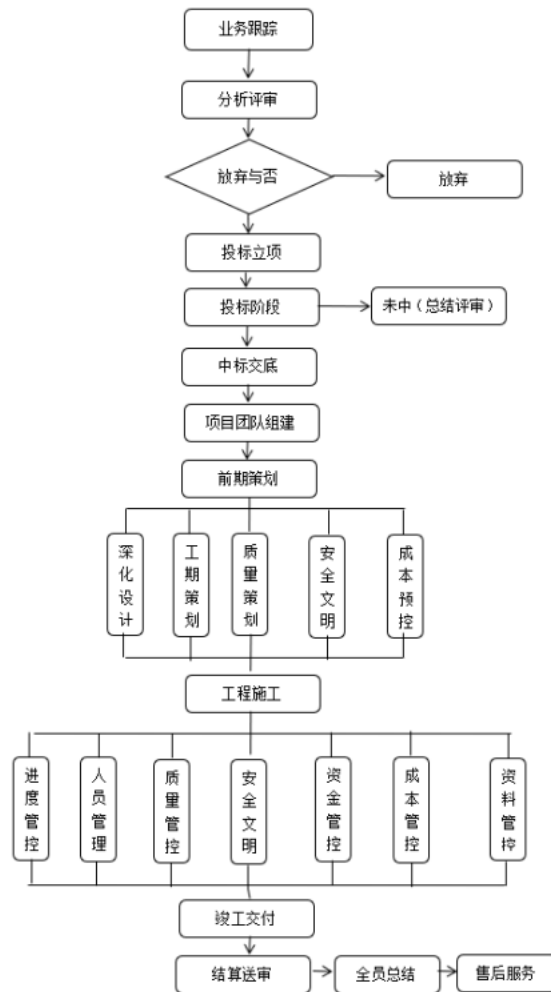 业务跟踪
分析评审
放弃与否
放弃
投标立项
投标阶段
未中（总结评审）
中标交底
项目团队组建
前期策划
深化设计
工期策划
质量策划
安全文明
成本预控
工程施工
进度管控
人员管理
质量管控
安全文明
资金管控
成本管控
资料管控
竣工交付
结算送审
全员总结
售后服务